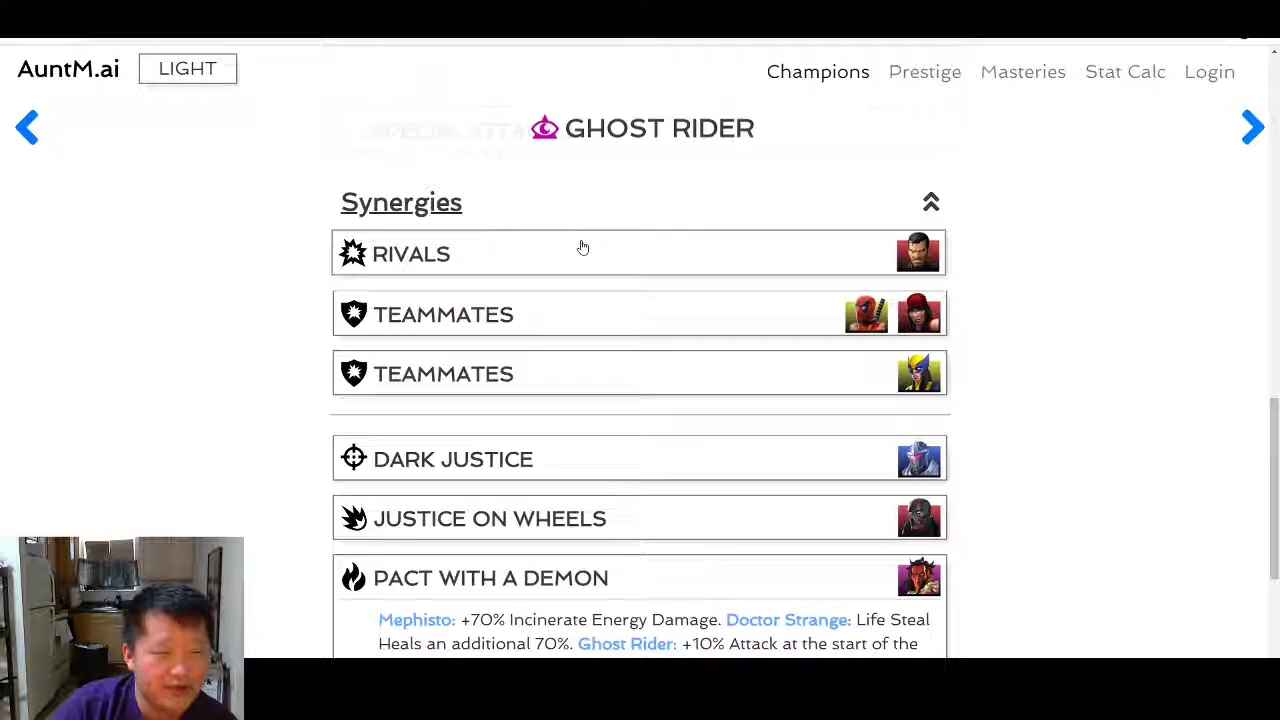 AuntM.ai LIGHT Champions Prestige Masteries Stat Calc Login
GHOST RIDER
Synergies
RIVALS
TEAMMATES
TEAMMATES
DARK JUSTICE
JUSTICE ON WHEELS
PACT WITH A DEMON
Mephisto: +70% Incinerate Energy Damage. Doctor Strange: Life Steal
Heals an additional 70%. Ghost Rider: +10% Attack at the start of the